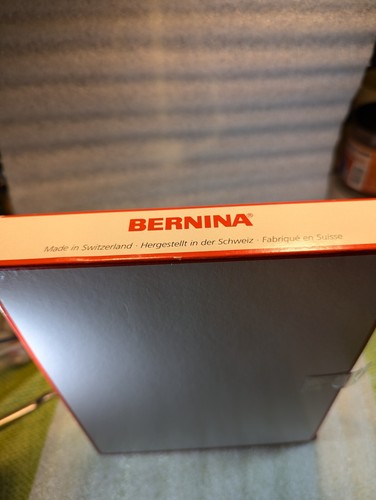 BERNINA®
Made in Switzerland · Hergestellt in der Schweiz · Fabriqué en Suisse